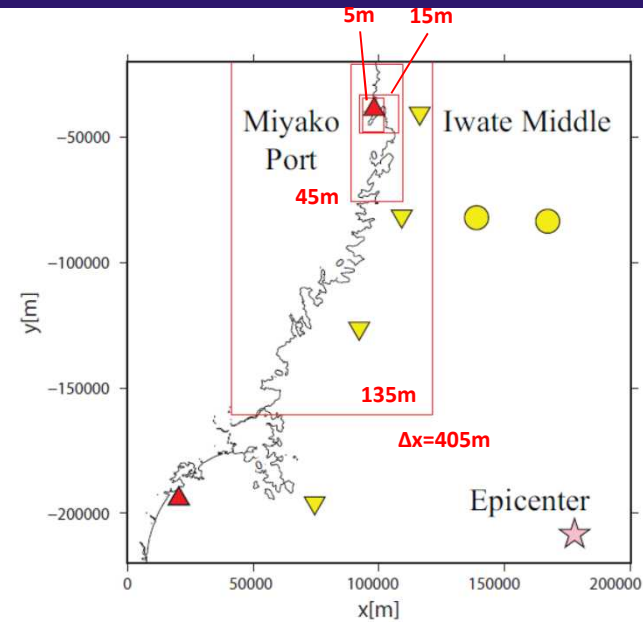 5m
15m
Miyako
Port
Iwate Middle
45m
135m
Δx=405m
Epicenter
−50000
−100000
−150000
−200000
y[m]
0
50000
100000
150000
200000
x[m]